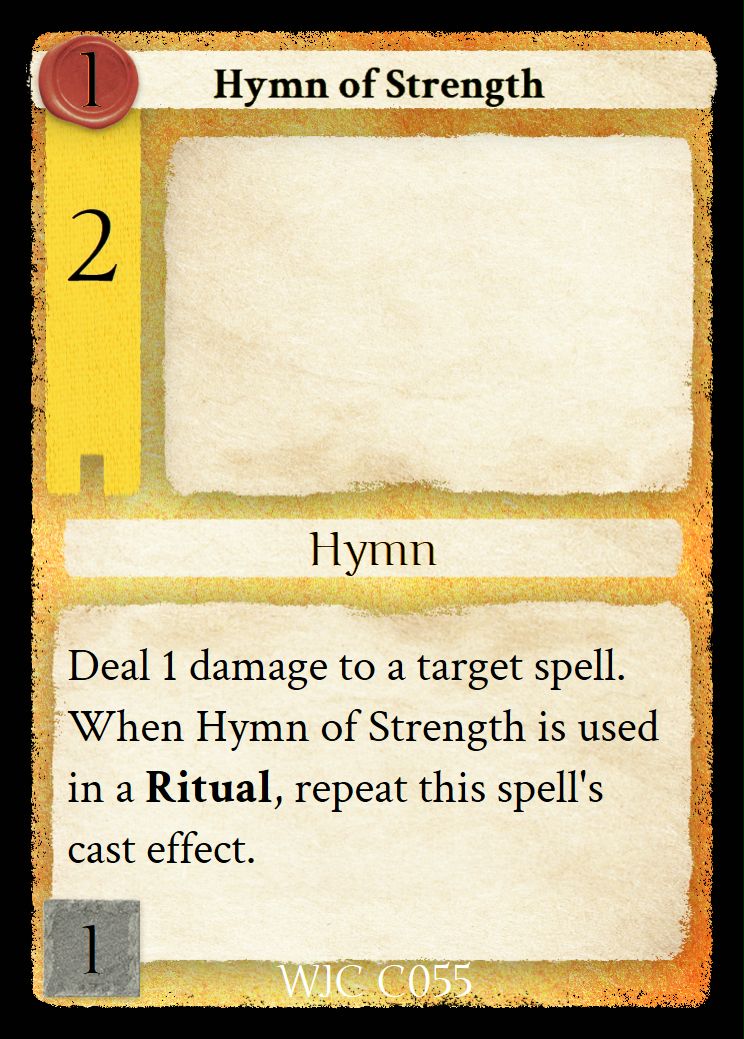 1
Hymn of Strength
2
Hymn
Deal 1 damage to a target spell.
When Hymn of Strength is used
in a Ritual, repeat this spell's
cast effect.
1
WJC C055